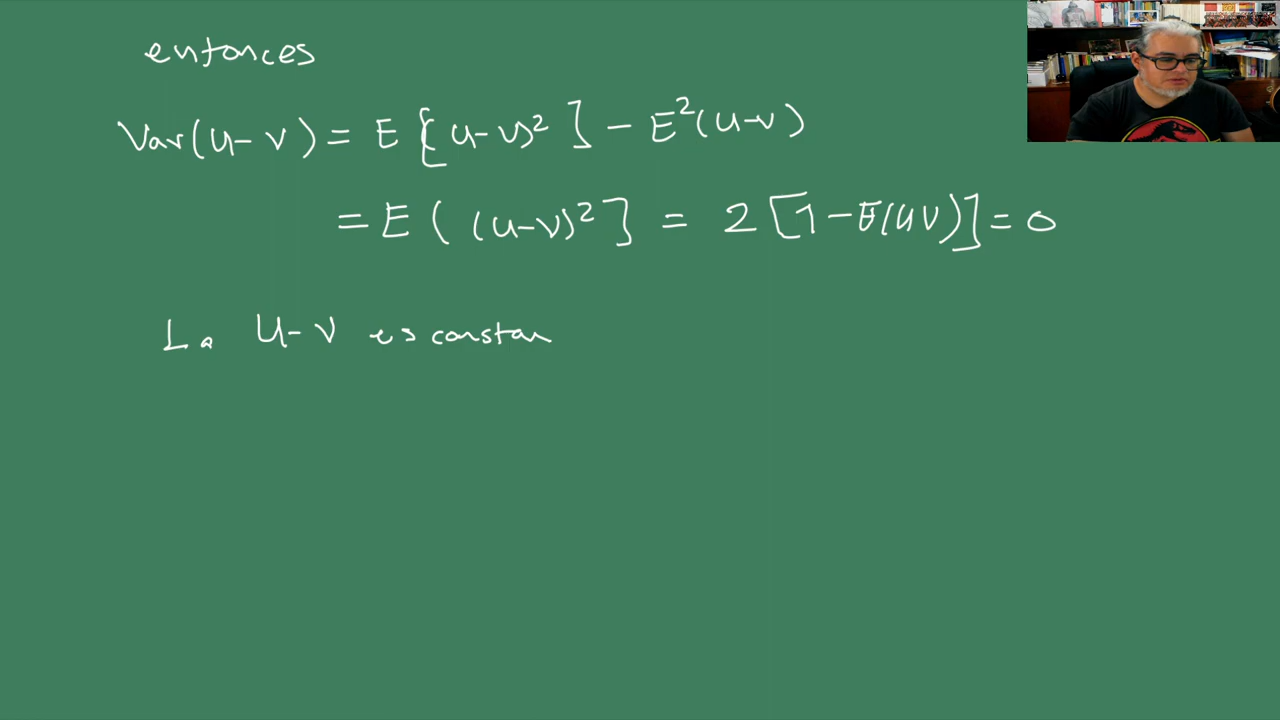 entonces
Var(U-V) = E[U-V)²] - E²(U-V)
= E((U-V)²] = 2[1-E(UV)] = 0
La U-V es constan